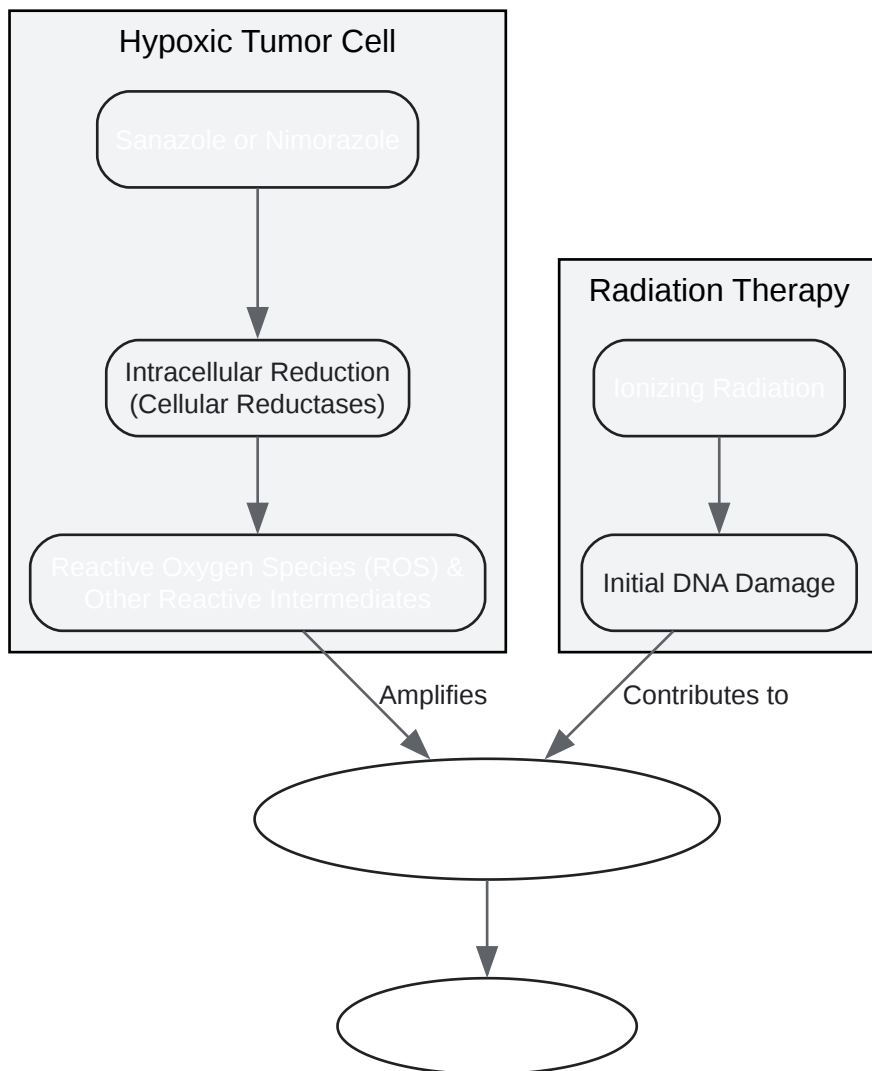 Hypoxic Tumor Cell
Sanazole or Nimorazole
Intracellular Reduction
(Cellular Reductases)
Reactive Oxygen Species (ROS) &
Other Reactive Intermediates
Radiation Therapy
Ionizing Radiation
Initial DNA Damage
Amplifies
Contributes to